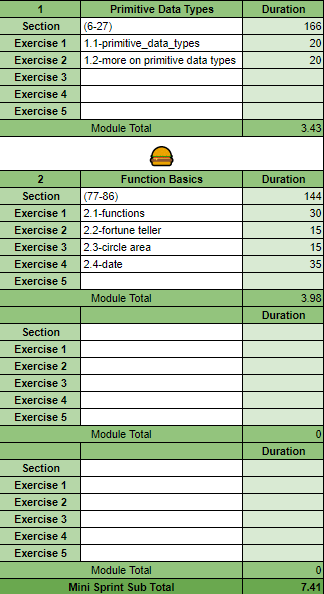 1 Primitive Data Types Duration
Section (6-27) 166
Exercise 1 1.1-primitive_data_types 20
Exercise 2 1.2-more on primitive data types 20
Exercise 3
Exercise 4
Exercise 5
Module Total 3.43
2 Function Basics Duration
Section (77-86) 144
Exercise 1 2.1-functions 30
Exercise 2 2.2-fortune teller 15
Exercise 3 2.3-circle area 15
Exercise 4 2.4-date 35
Exercise 5
Module Total 3.98
Duration
Section
Exercise 1
Exercise 2
Exercise 3
Exercise 4
Exercise 5
Module Total 0
Duration
Section
Exercise 1
Exercise 2
Exercise 3
Exercise 4
Exercise 5
Module Total 0
Mini Sprint Sub Total 7.41